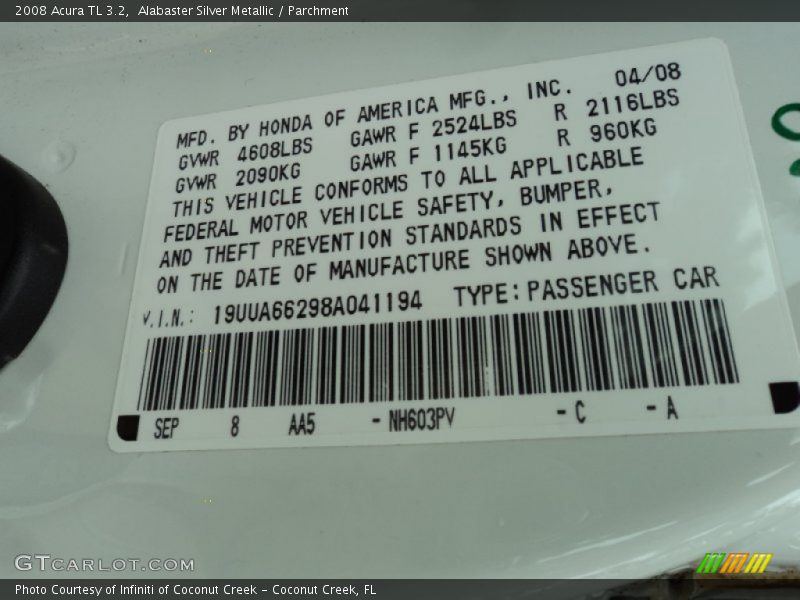 2008 Acura TL 3.2,  Alabaster Silver Metallic / Parchment
MFD. BY HONDA OF AMERICA MFG., INC. 04/08
GVWR 4608LBS GAWR F 2524LBS R 2116LBS
GVWR 2090KG GAWR F 1145KG R 960KG
THIS VEHICLE CONFORMS TO ALL APPLICABLE
FEDERAL MOTOR VEHICLE SAFETY, BUMPER,
AND THEFT PREVENTION STANDARDS IN EFFECT
ON THE DATE OF MANUFACTURE SHOWN ABOVE.
V.I.N.: 19UUA66298A041194 TYPE: PASSENGER CAR
SEP 8 AA5 - NH603PV - C - A
GTCARLOT.COM
Photo Courtesy of Infiniti of Coconut Creek - Coconut Creek, FL